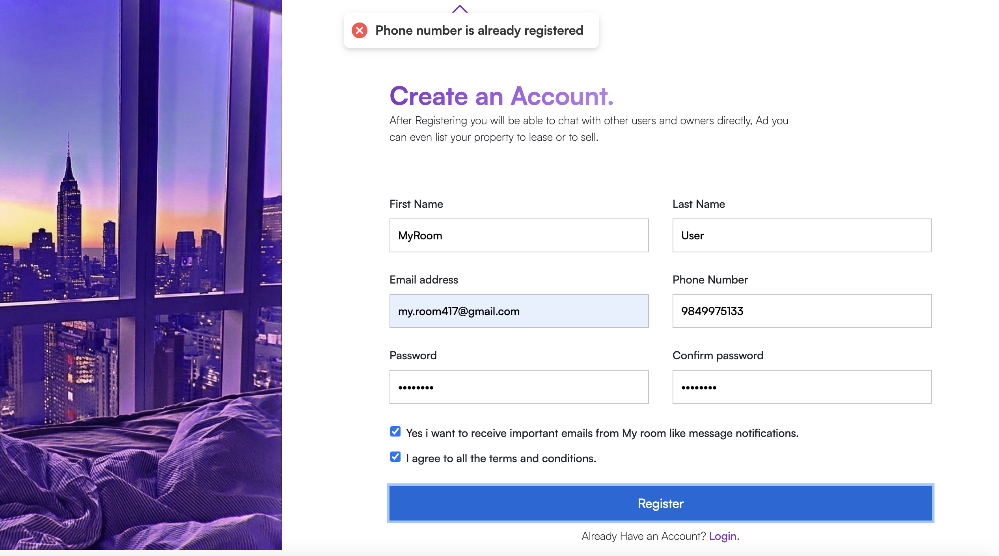 Phone number is already registered
Create an Account.
After Registering you will be able to chat with other users and owners directly, Ad you
can even list your property to lease or to sell.
First Name
Last Name
MyRoom
User
Email address
Phone Number
my.room417@gmail.com
9849975133
Password
Confirm password
••••••••
••••••••
Yes i want to receive important emails from My room like message notifications.
I agree to all the terms and conditions.
Register
Already Have an Account? Login.